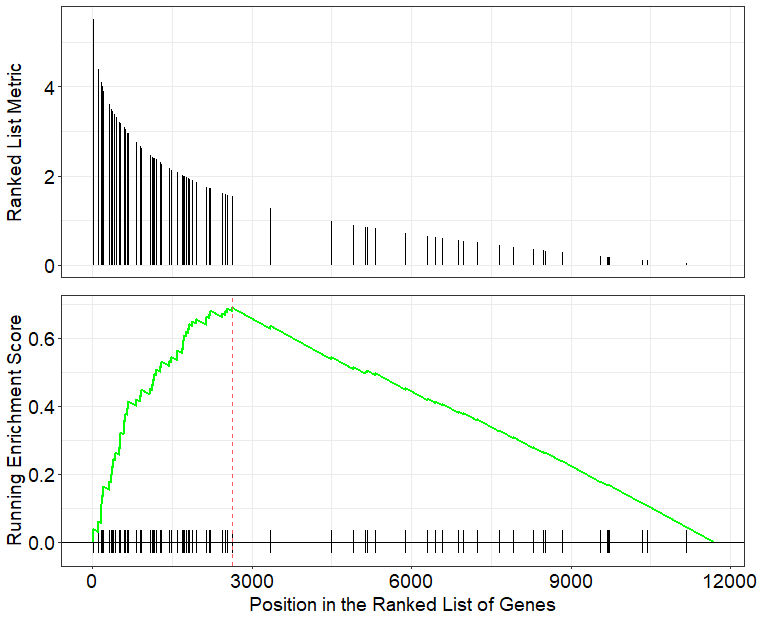 Ranked List Metric
4
2
0
Running Enrichment Score
0.6
0.4
0.2
0.0
0 3000 6000 9000 12000
Position in the Ranked List of Genes